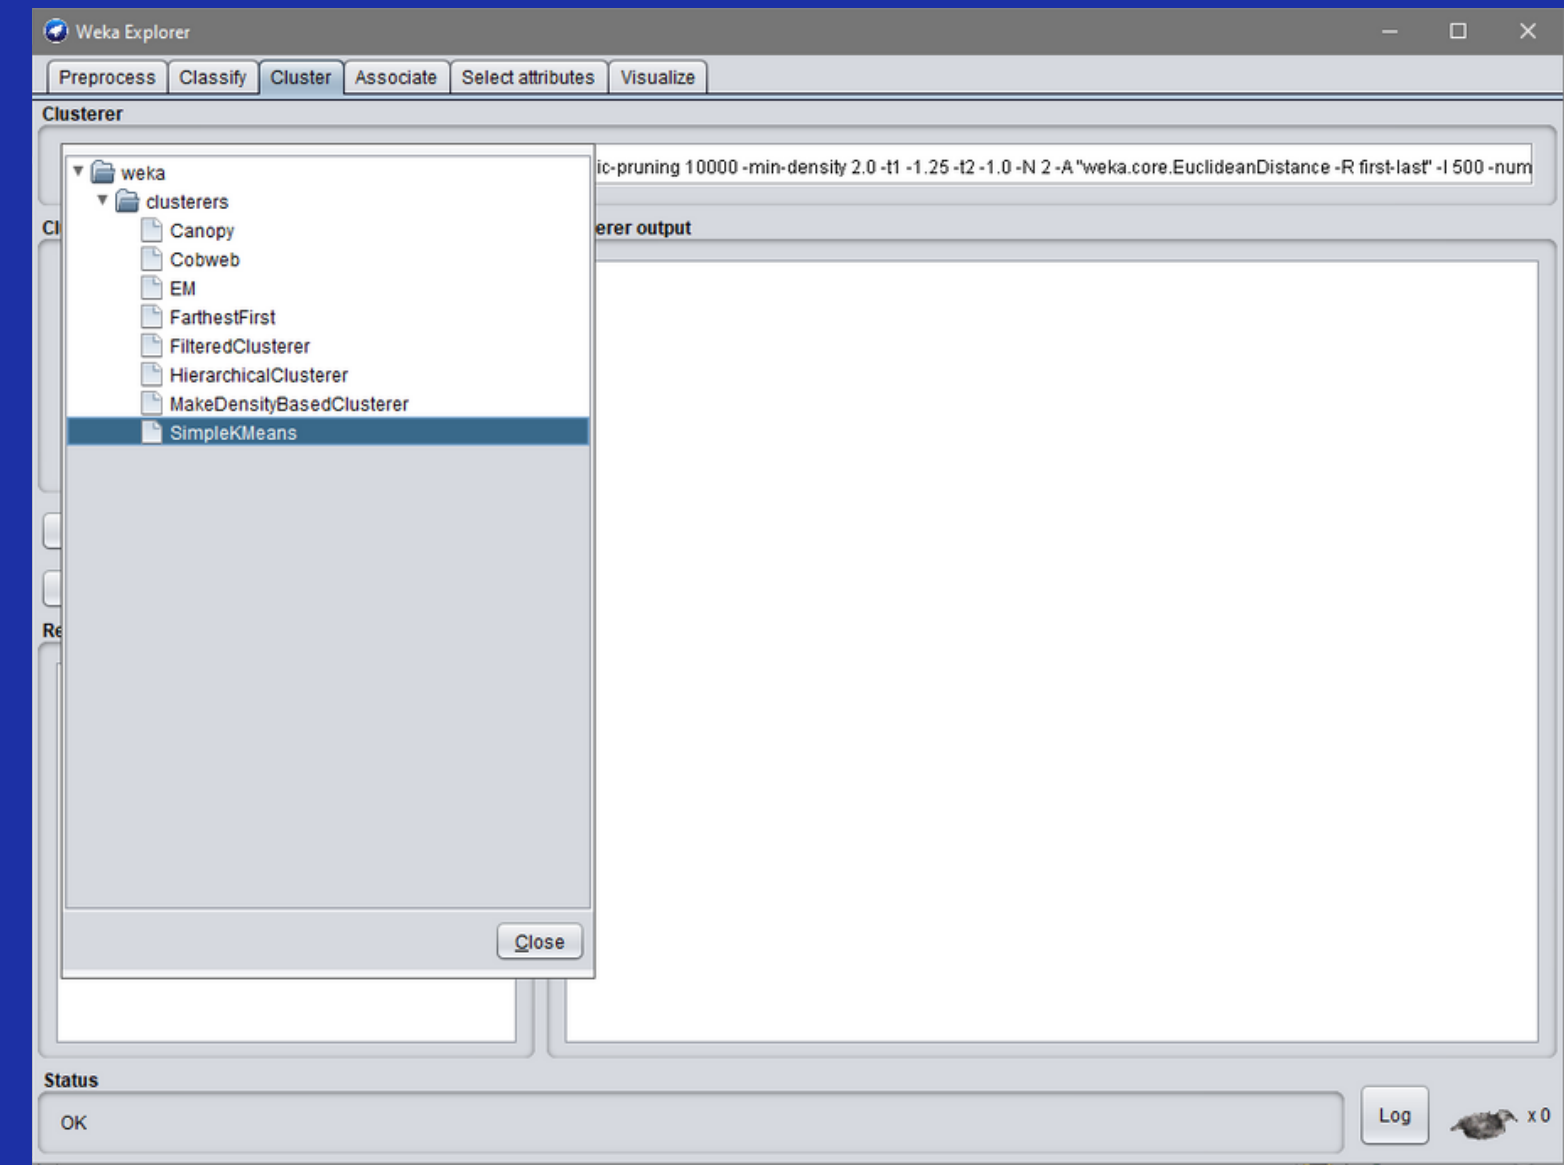 Weka Explorer
Preprocess Classify Cluster Associate Select attributes Visualize
Clusterer
weka
ic-pruning 10000 -min-density 2.0 -t1 -1.25 -t2 -1.0 -N 2 -A "weka.core.EuclideanDistance -R first-last" -I 500 -num
clusterers
Cl
erer output
Canopy
Cobweb
EM
FarthestFirst
FilteredClusterer
HierarchicalClusterer
MakeDensityBasedClusterer
SimpleKMeans
Re
Close
Status
OK
Log
x 0